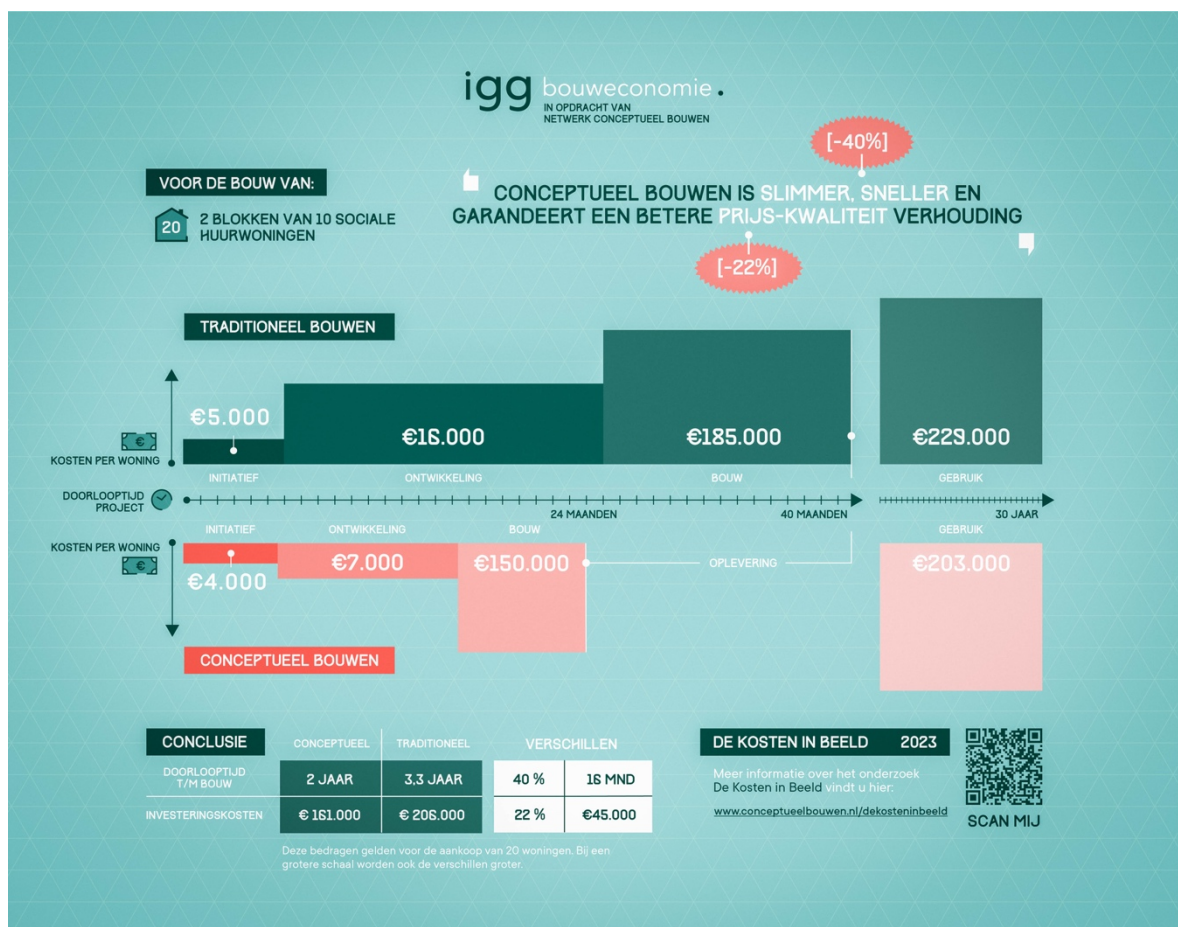 igg bouweconomie.
IN OPDRACHT VAN
NETWERK CONCEPTUEEL BOUWEN
[-40%]
VOOR DE BOUW VAN:
20
2 BLOKKEN VAN 10 SOCIALE
HUURWONINGEN
CONCEPTUEEL BOUWEN IS SLIMMER, SNELLER EN
GARANDEERT EEN BETERE PRIJS-KWALITEIT VERHOUDING
[-22%]
TRADITIONEEL BOUWEN
€5.000
€16.000
€185.000
€229.000
€
KOSTEN PER WONING
INITIATIEF
ONTWIKKELING
BOUW
GEBRUIK
DOORLOOPTIJD
PROJECT
24 MAANDEN
40 MAANDEN
30 JAAR
INITIATIEF
ONTWIKKELING
BOUW
GEBRUIK
KOSTEN PER WONING
€
€4.000
€7.000
€150.000
OPLEVERING
€203.000
CONCEPTUEEL BOUWEN
CONCLUSIE
CONCEPTUEEL
TRADITIONEEL
VERSCHILLEN
DOORLOOPTIJD
T/M BOUW
2 JAAR
3,3 JAAR
40 %
16 MND
INVESTERINGSKOSTEN
€ 161.000
€ 206.000
22 %
€45.000
Deze bedragen gelden voor de aankoop van 20 woningen. Bij een
grotere schaal worden ook de verschillen groter.
DE KOSTEN IN BEELD 2023
Meer informatie over het onderzoek
De Kosten in Beeld vindt u hier:
www.conceptueelbouwen.nl/dekosteninbeeld
SCAN MIJ